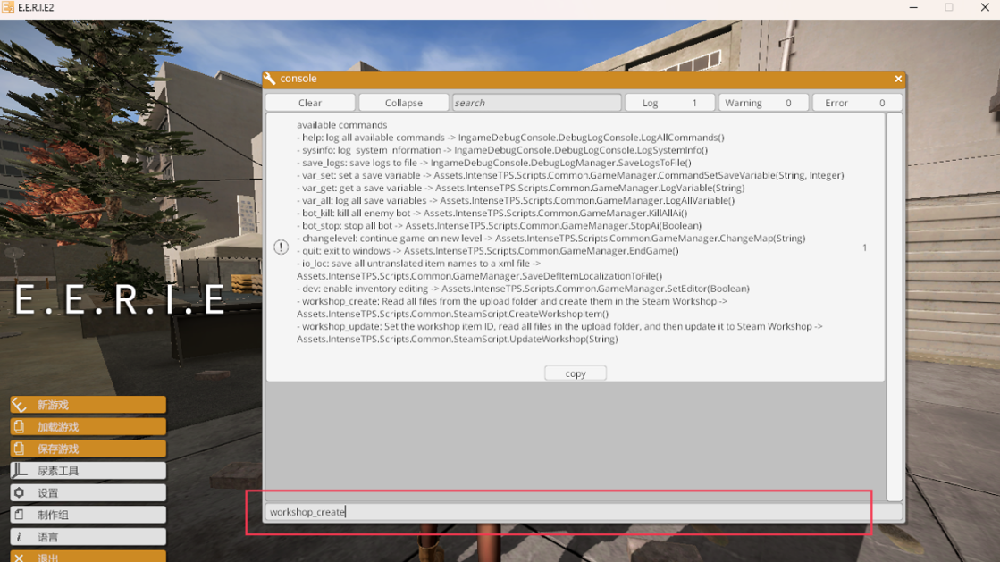 E.E.R.I.E2
console
Clear
Collapse
search
Log 1
Warning 0
Error 0
available commands
- help: log all available commands -> IngameDebugConsole.DebugLogConsole.LogAllCommands()
- sysinfo: log system information -> IngameDebugConsole.DebugLogConsole.LogSystemInfo()
- save_logs: save logs to file -> IngameDebugConsole.DebugLogManager.SaveLogsToFile()
- var_set: set a save variable -> Assets.IntenseTPS.Scripts.Common.GameManager.CommandSetSaveVariable(String, Integer)
- var_get: get a save variable -> Assets.IntenseTPS.Scripts.Common.GameManager.LogVariable(String)
- var_all: log all save variables -> Assets.IntenseTPS.Scripts.Common.GameManager.LogAllVariable()
- bot_kill: kill all enemy bot -> Assets.IntenseTPS.Scripts.Common.GameManager.KillAllAi()
- bot_stop: stop all bot -> Assets.IntenseTPS.Scripts.Common.GameManager.StopAi(Boolean)
- changelevel: continue game on new level -> Assets.IntenseTPS.Scripts.Common.GameManager.ChangeMap(String)
- quit: exit to windows -> Assets.IntenseTPS.Scripts.Common.GameManager.EndGame()
- io_loc: save all untranslated item names to a xml file ->
Assets.IntenseTPS.Scripts.Common.GameManager.SaveDefItemLocalizationToFile()
- dev: enable inventory editing -> Assets.IntenseTPS.Scripts.Common.GameManager.SetEditor(Boolean)
- workshop_create: Read all files from the upload folder and create them in the Steam Workshop ->
Assets.IntenseTPS.Scripts.Common.SteamScript.CreateWorkshopItem()
- workshop_update: Set the workshop item ID, read all files in the upload folder, and then update it to Steam Workshop ->
Assets.IntenseTPS.Scripts.Common.SteamScript.UpdateWorkshop(String)
1
copy
workshop_create
E.E.R.I.E
新游戏
加载游戏
保存游戏
尿素工具
设置
制作组
语言
退出